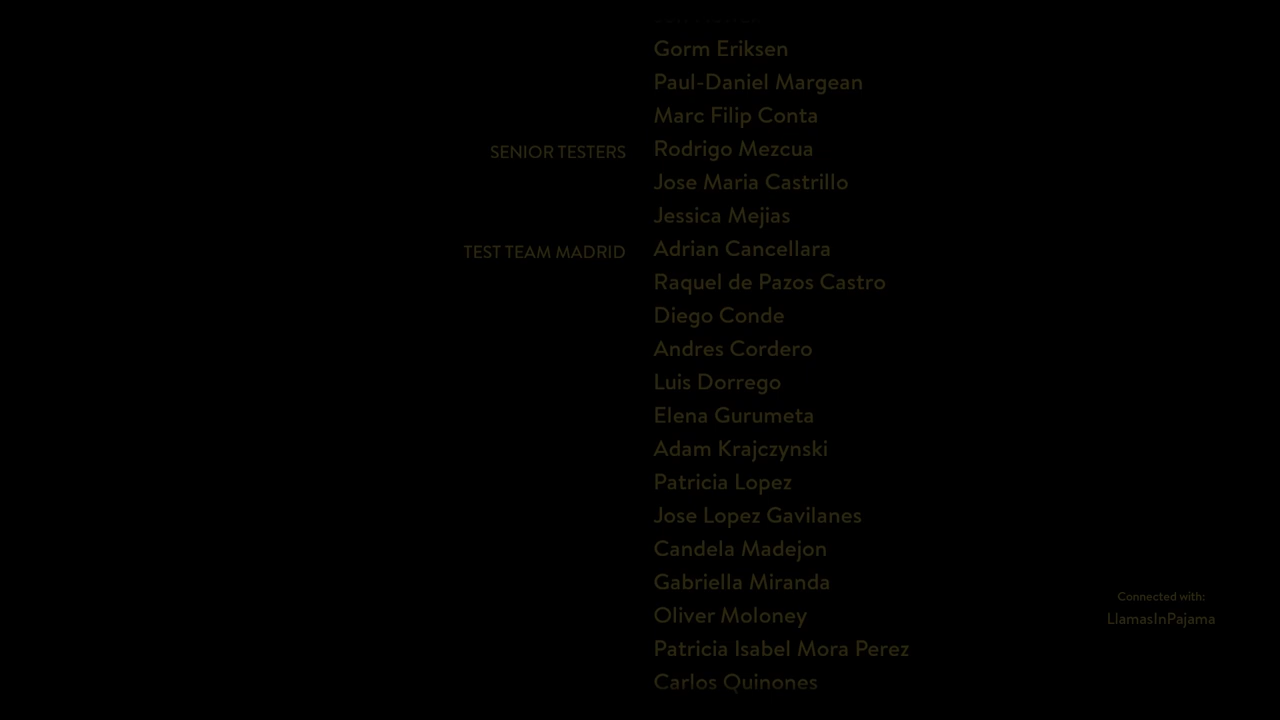 Gorm Eriksen
Paul-Daniel Margean
Marc Filip Conta
SENIOR TESTERS Rodrigo Mezcua
Jose Maria Castrillo
Jessica Mejias
TEST TEAM MADRID Adrian Cancellara
Raquel de Pazos Castro
Diego Conde
Andres Cordero
Luis Dorrego
Elena Gurumeta
Adam Krajczynski
Patricia Lopez
Jose Lopez Gavilanes
Candela Madejon
Gabriella Miranda
Connected with:
Oliver Moloney
LlamasInPajama
Patricia Isabel Mora Perez
Carlos Quinones